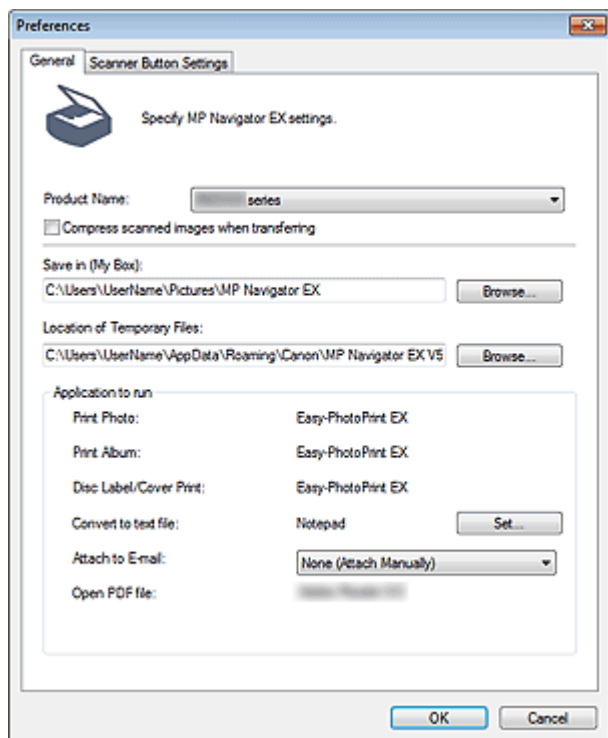 Preferences
General Scanner Button Settings
Specify MP Navigator EX settings.
Product Name: series
Compress scanned images when transferring
Save in (My Box):
C:\Users\UserName\Pictures\MP Navigator EX Browse...
Location of Temporary Files:
C:\Users\UserName\AppData\Roaming\Canon\MP Navigator EX V5 Browse...
Application to run
Print Photo: Easy-PhotoPrint EX
Print Album: Easy-PhotoPrint EX
Disc Label/Cover Print: Easy-PhotoPrint EX
Convert to text file: Notepad Set...
Attach to E-mail: None (Attach Manually)
Open PDF file:
OK Cancel